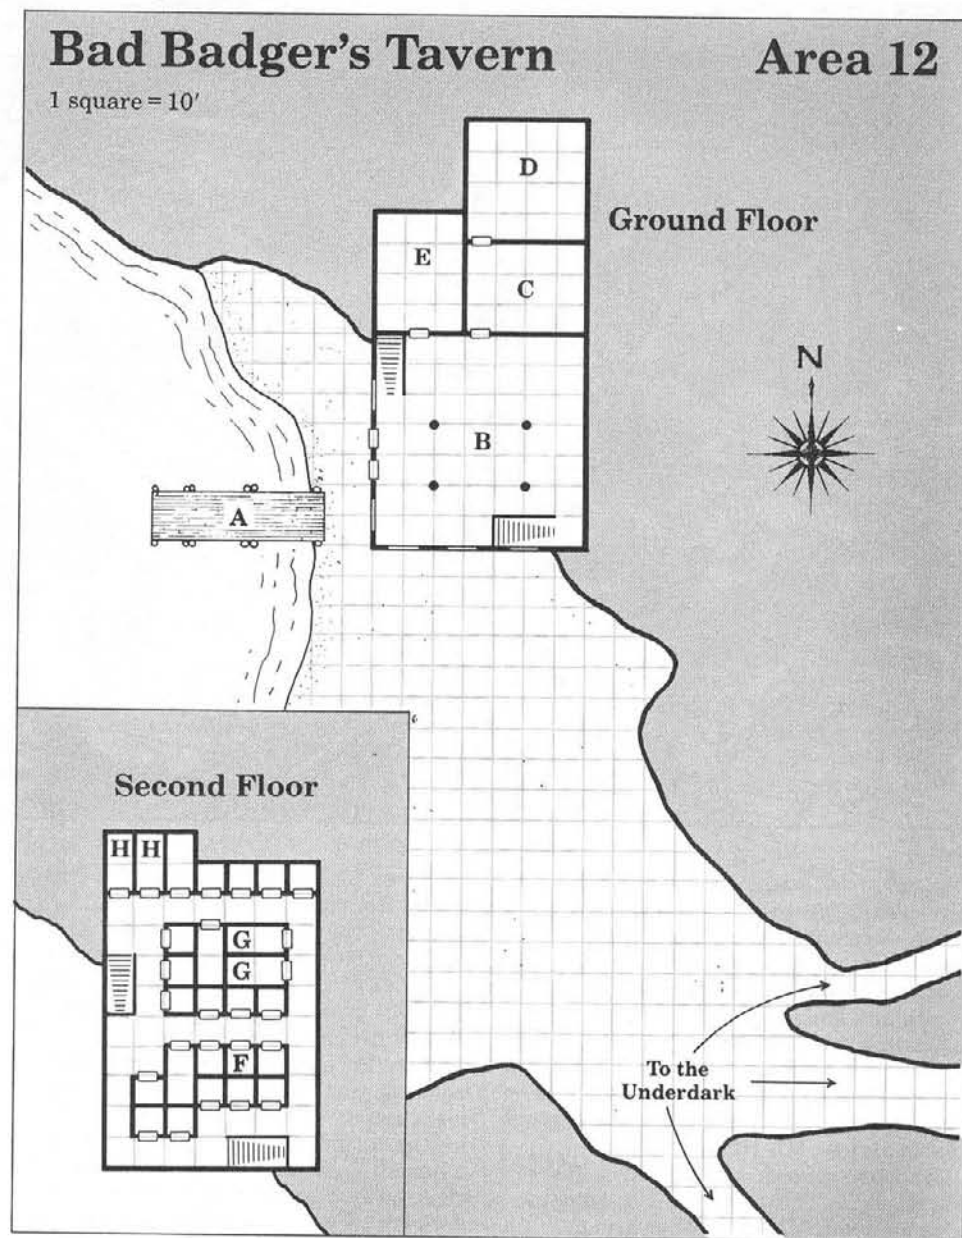 Bad Badger's Tavern
Area 12
1 square = 10'
D
Ground Floor
E
C
N
B
A
Second Floor
H H
G
G
F
To the
Underdark